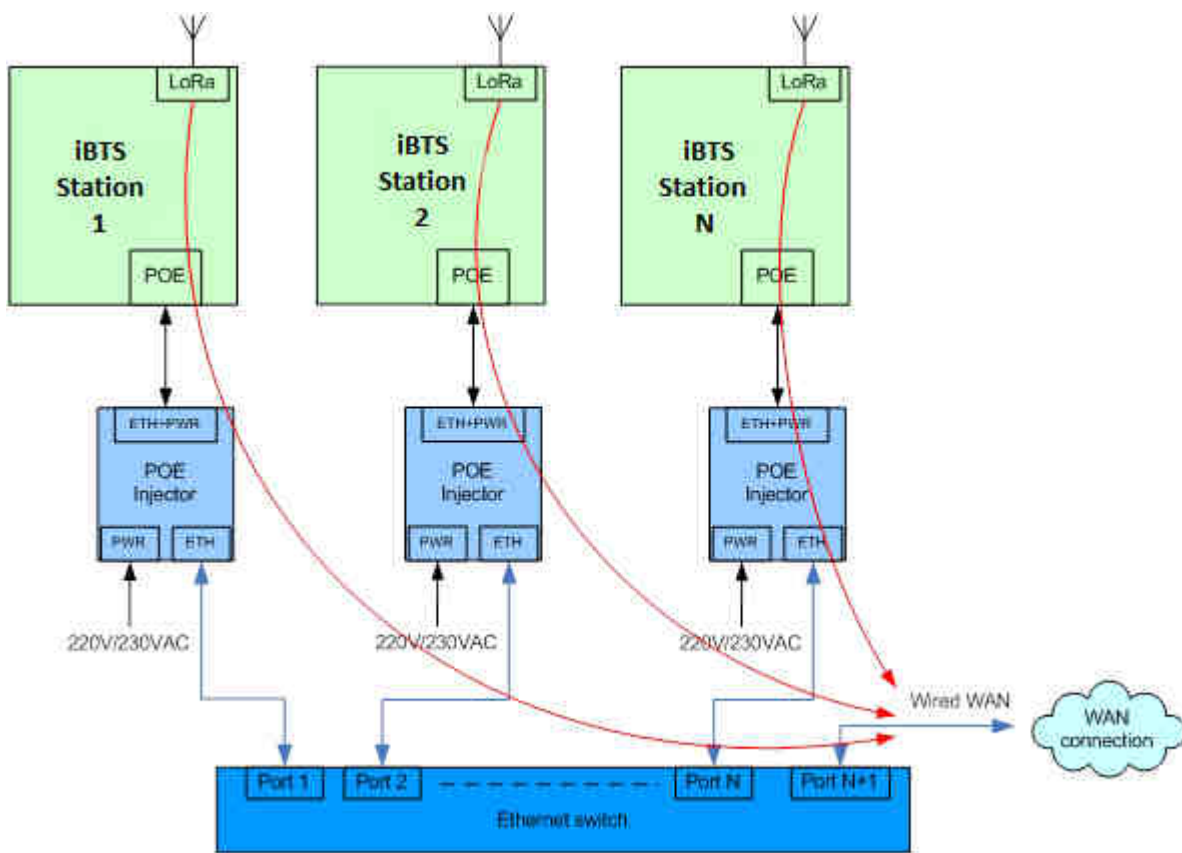 LoRa
LoRa
LoRa
iBTS
Station
1
iBTS
Station
2
iBTS
Station
N
POE
POE
POE
ETH+PWR
ETH+PWR
ETH+PWR
POE
Injector
POE
Injector
POE
Injector
PWR
ETH
PWR
ETH
PWR
ETH
220V/230VAC
220V/230VAC
220V/230VAC
Wired WAN
WAN
connection
Port 1
Port 2
Port N
Port N+1
Ethernet switch